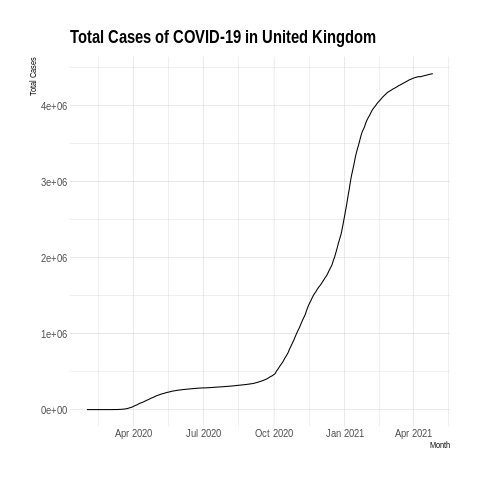 Total Cases of COVID-19 in United Kingdom
Total Cases
4e+06
3e+06
2e+06
1e+06
0e+00
Apr 2020 Jul 2020 Oct 2020 Jan 2021 Apr 2021
Month